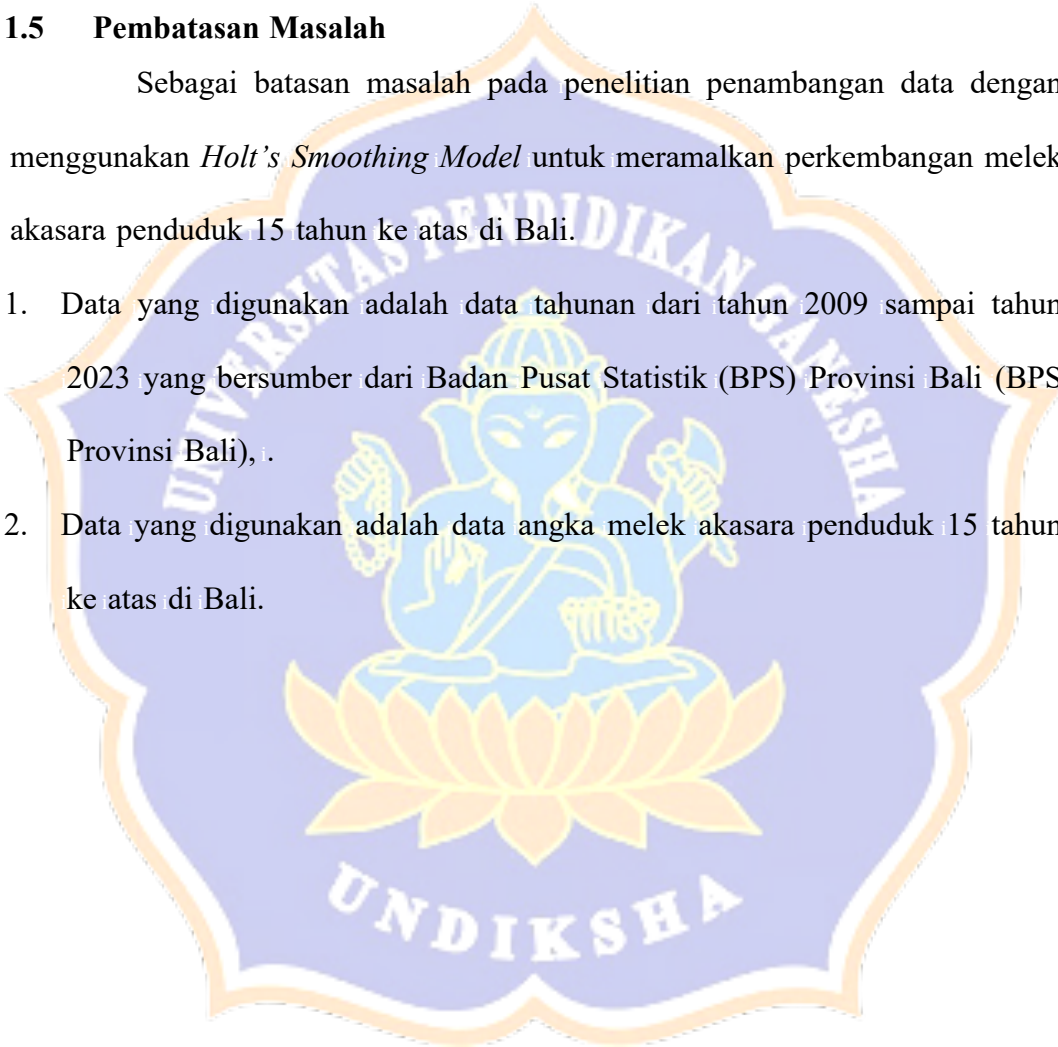 1.5 Pembatasan Masalah
Sebagai batasan masalah pada penelitian penambangan data dengan
menggunakan Holt’s Smoothing Model untuk meramalkan perkembangan melek
akasara penduduk 15 tahun ke atas di Bali.
1. Data yang digunakan adalah data tahunan dari tahun 2009 sampai tahun
2023 yang bersumber dari Badan Pusat Statistik (BPS) Provinsi Bali (BPS
Provinsi Bali), .
2. Data yang digunakan adalah data angka melek akasara penduduk 15 tahun
ke atas di Bali.
UNIVERSITAS PENDIDIKAN GANESHA
UNDIKSHA